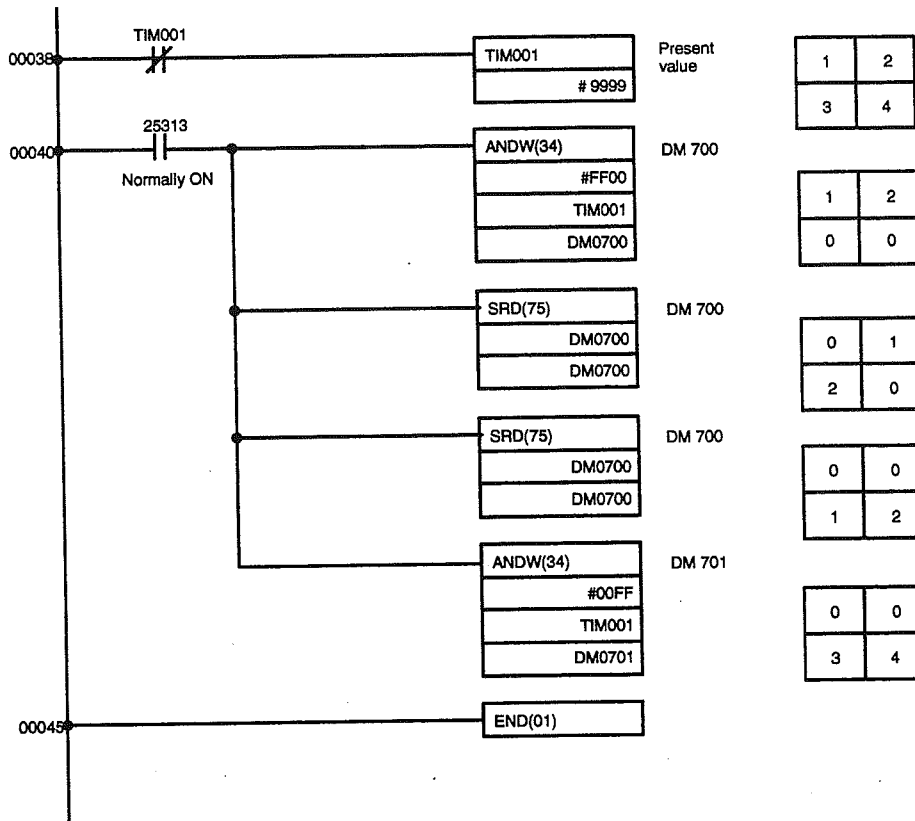 TIM001
00038
TIM001
# 9999
Present
value
1 2
3 4
25313
00040
Normally ON
ANDW(34)
#FF00
TIM001
DM0700
DM 700
1 2
0 0
SRD(75)
DM0700
DM0700
DM 700
0 1
2 0
SRD(75)
DM0700
DM0700
DM 700
0 0
1 2
ANDW(34)
#00FF
TIM001
DM0701
DM 701
0 0
3 4
00045
END(01)